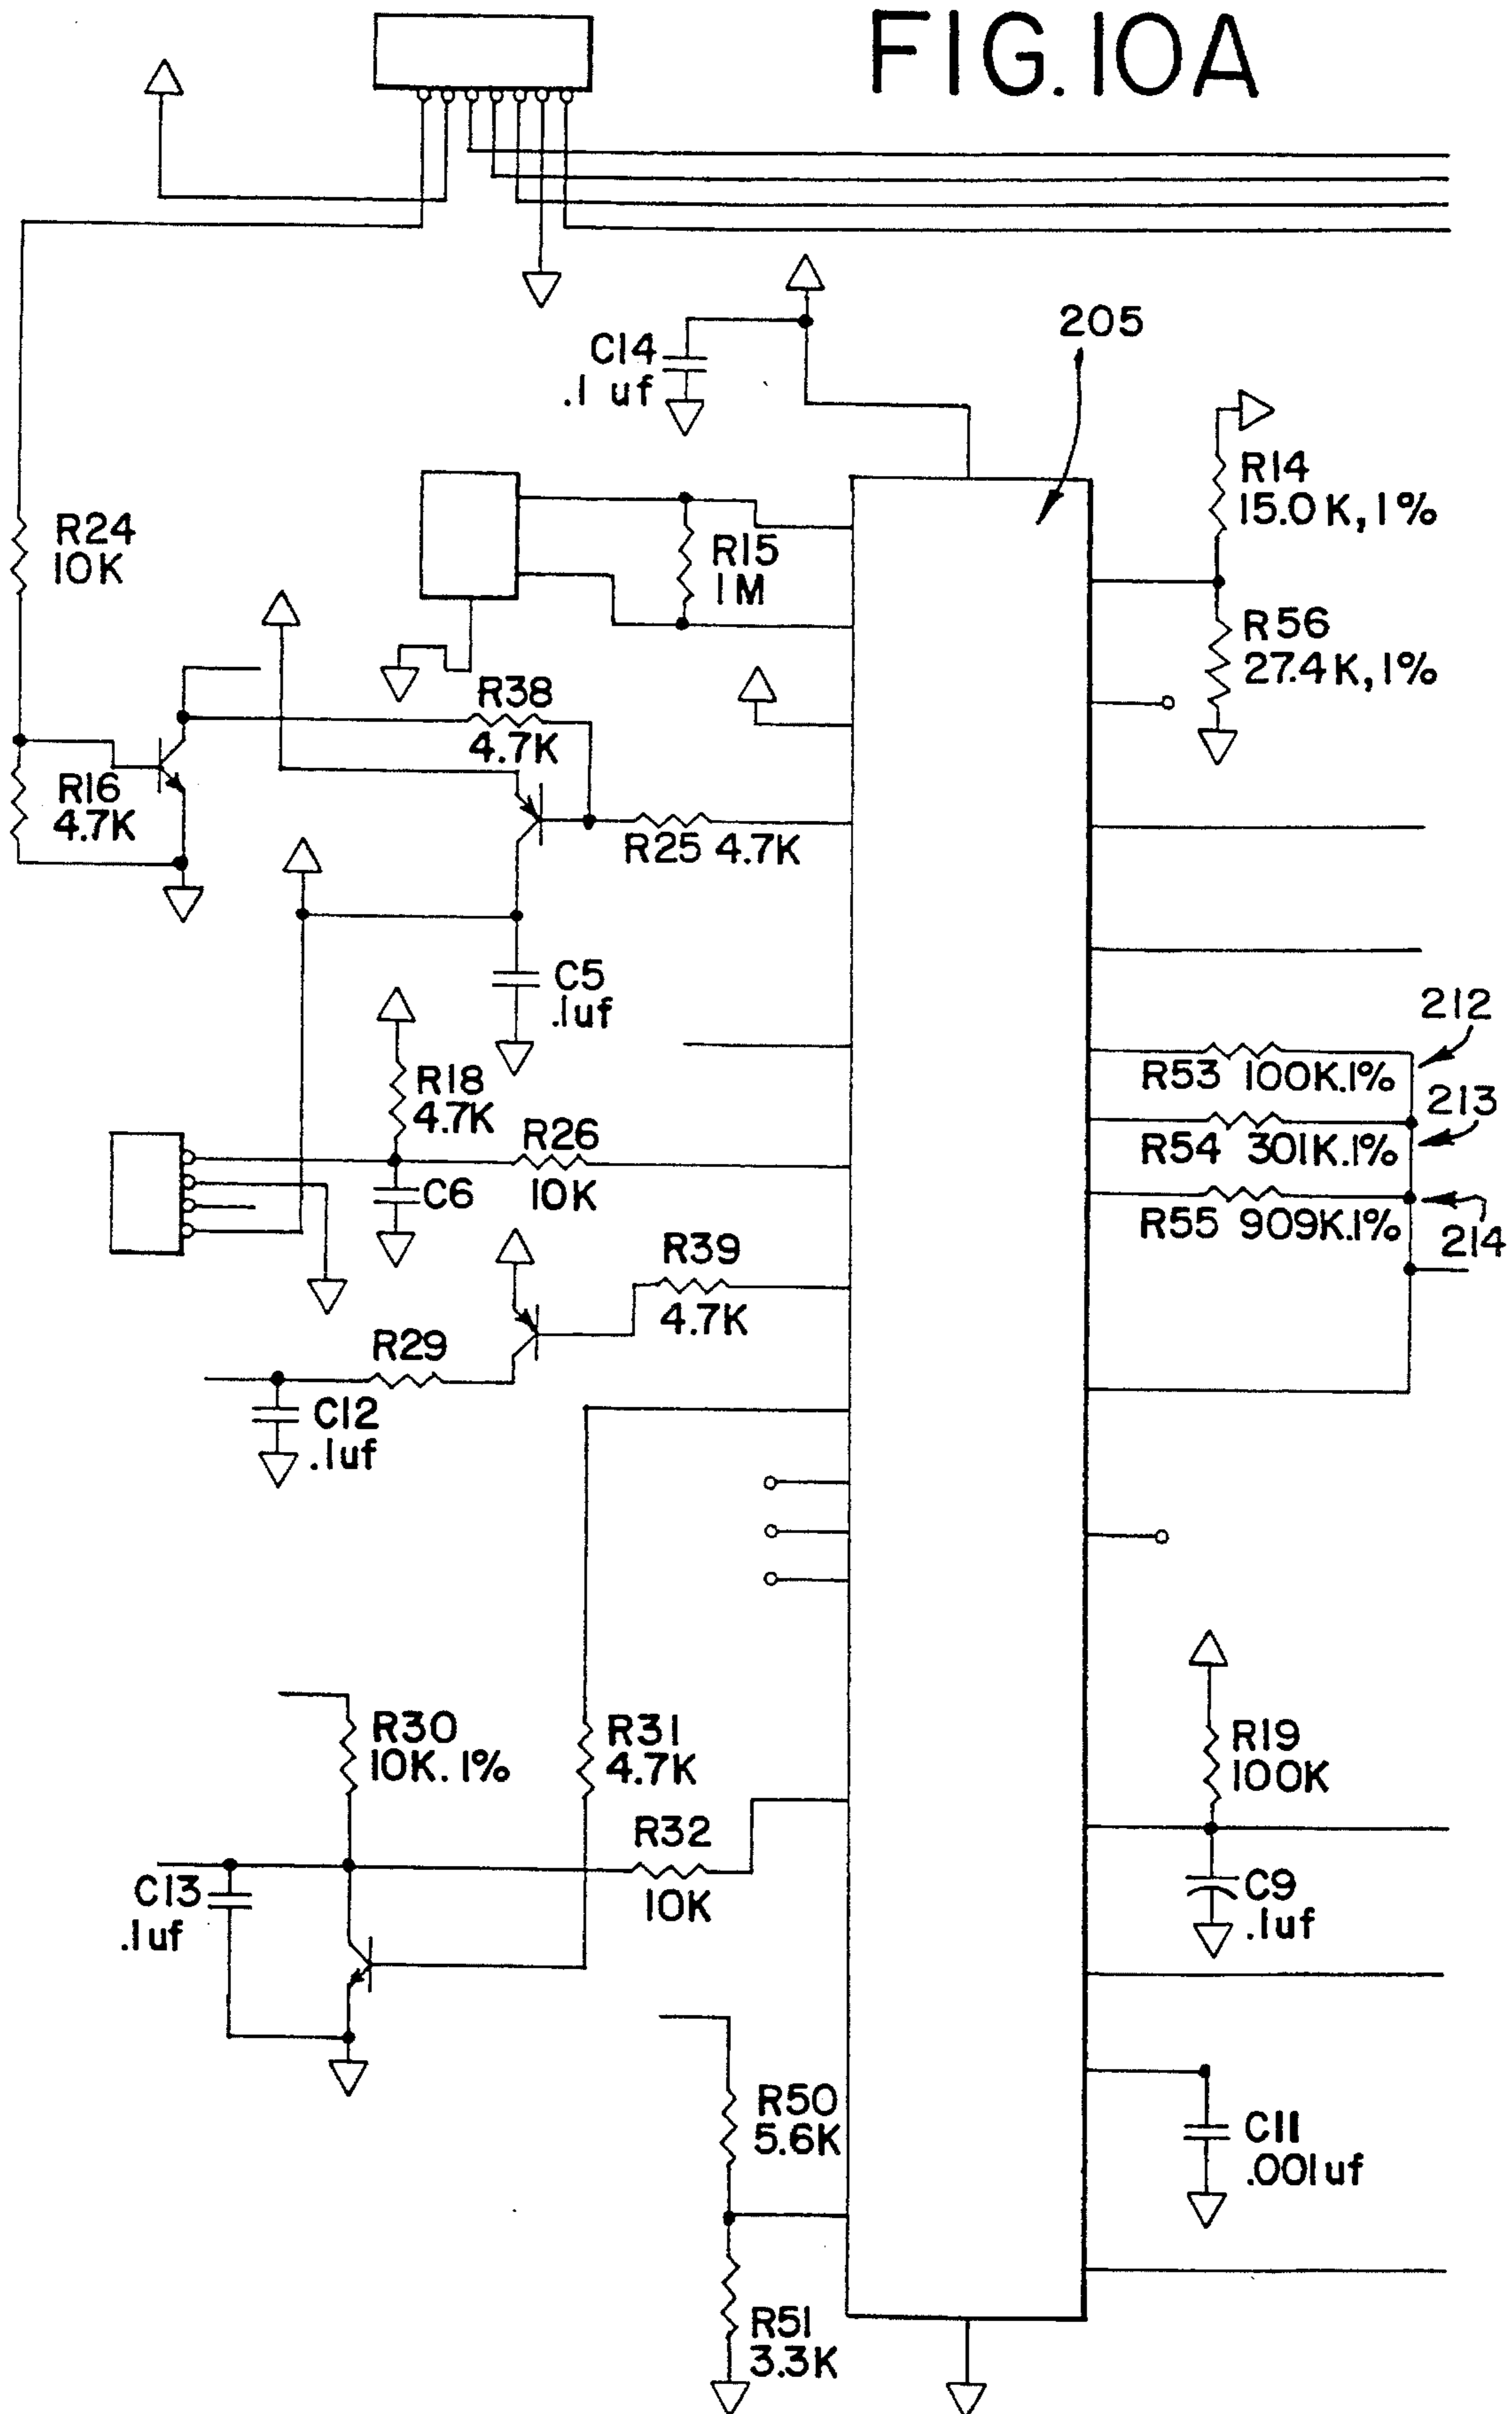 FIG. 10A
205
C14
.1 uf
R14
15.0K, 1%
R24
10K
R15
1M
R56
27.4K, 1%
R38
4.7K
R16
4.7K
R25 4.7K
C5
.1uf
212
R18
4.7K
R53 100K.1%
213
R26
10K
R54 301K.1%
C6
R55 909K.1%
214
R39
4.7K
R29
C12
.1uf
R30
10K. 1%
R31
4.7K
R19
100K
R32
10K
C13
.1uf
C9
.1uf
R50
5.6K
C11
.001uf
R51
3.3K